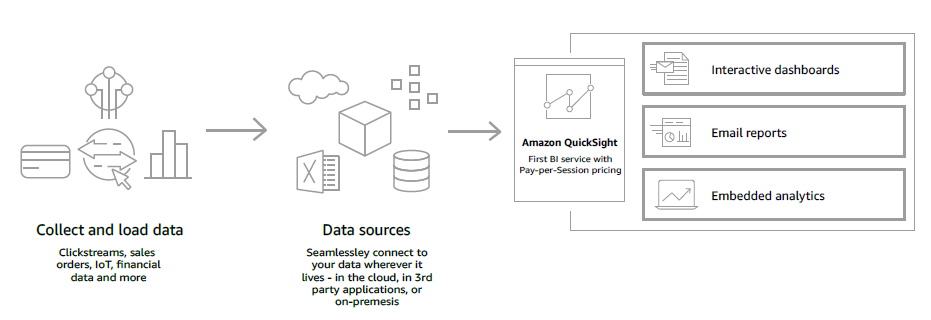 Collect and load data
Clickstreams, sales
orders, IoT, financial
data and more
Data sources
Seamlessley connect to
your data wherever it
lives - in the cloud, in 3rd
party applications, or
on-premesis
X
Amazon QuickSight
First BI service with
Pay-per-Session pricing
Interactive dashboards
Email reports
Embedded analytics